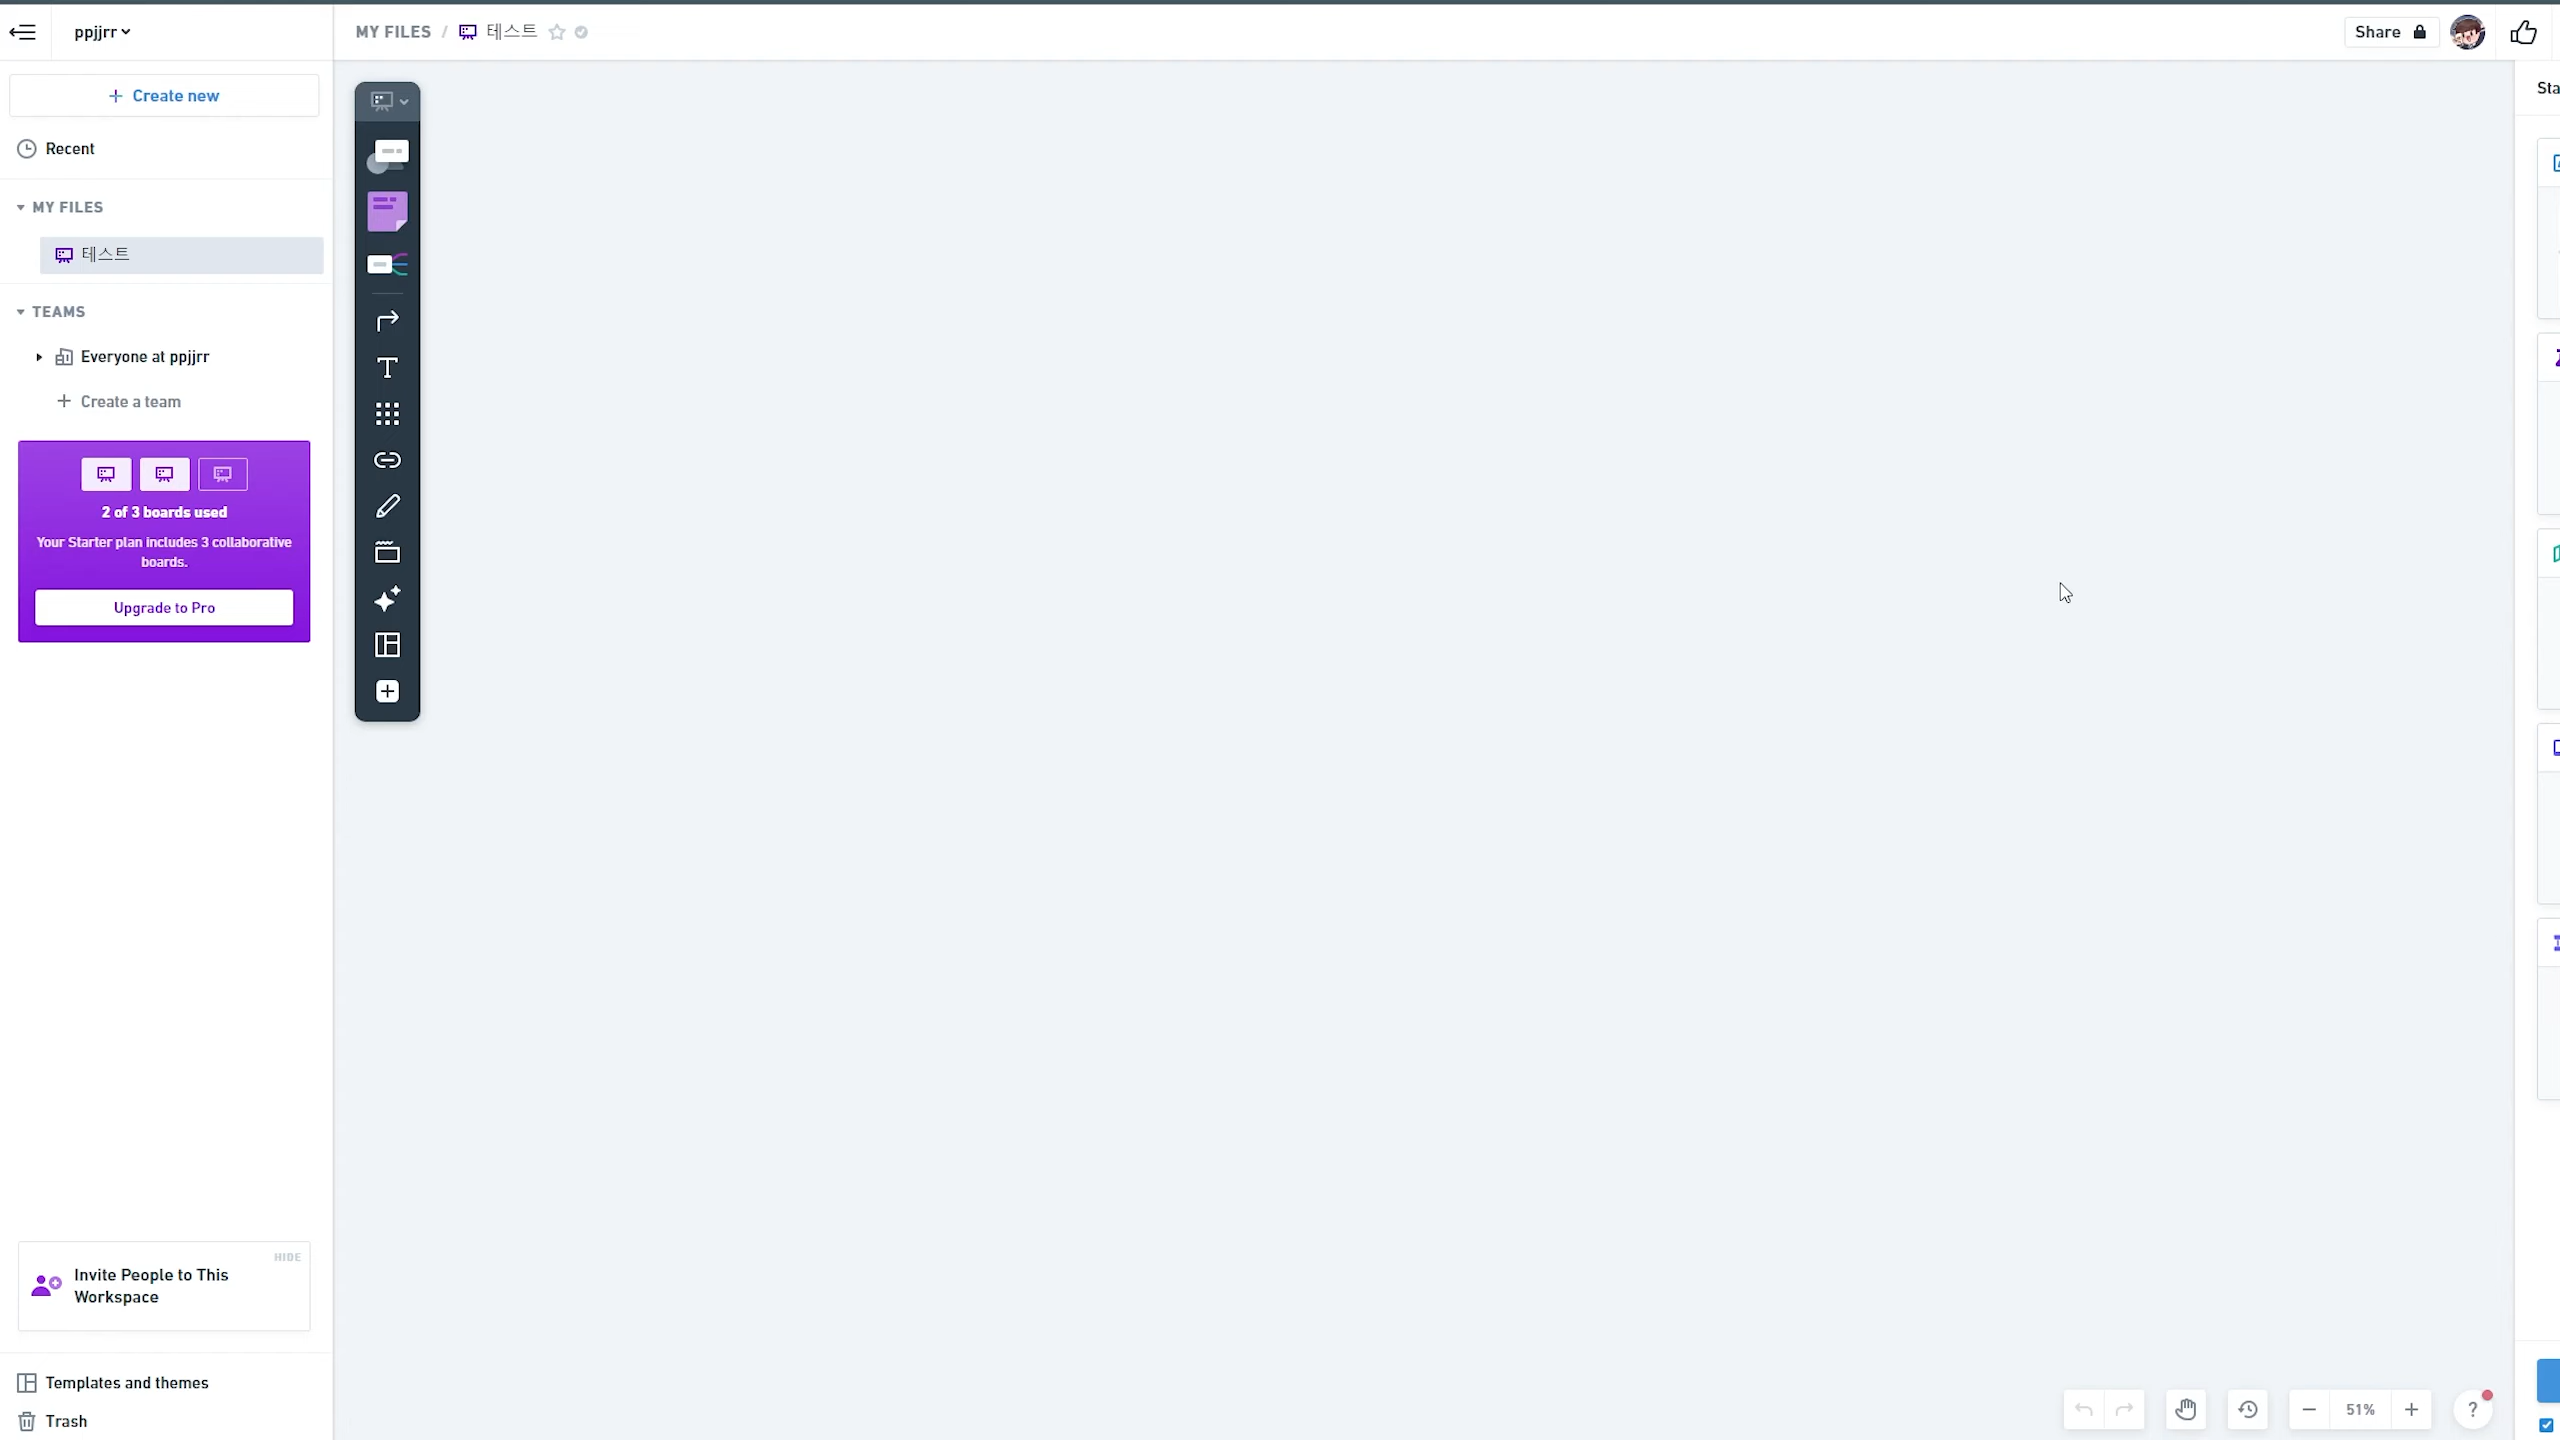 ppjjrr
MY FILES / 테스트
Share
Create new
Recent
MY FILES
테스트
TEAMS
Everyone at ppjjrr
Create a team
2 of 3 boards used
Your Starter plan includes 3 collaborative
boards.
Upgrade to Pro
HIDE
Invite People to This
Workspace
Templates and themes
Trash
Sta
51%
?